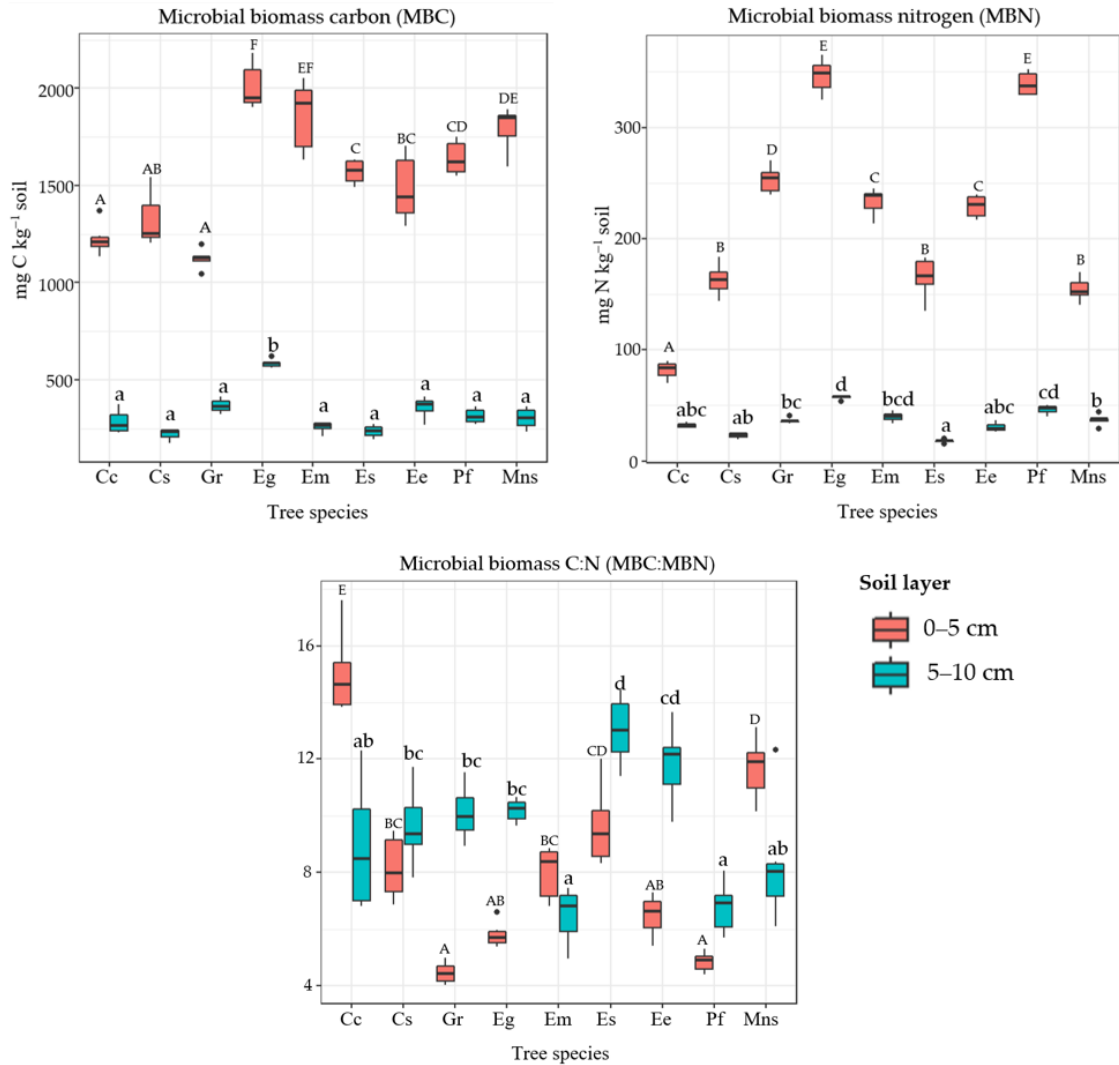 Microbial biomass carbon (MBC)
mg C kg⁻¹ soil
2000
1500
1000
500
A
AB
A
F
EF
C
BC
CD
DE
a
a
a
b
a
a
a
a
a
Cc Cs Gr Eg Em Es Ee Pf Mns
Tree species
Microbial biomass nitrogen (MBN)
mg N kg⁻¹ soil
300
200
100
0
A
B
D
E
C
B
C
E
B
abc
ab
bc
d
bcd
a
abc
cd
b
Cc Cs Gr Eg Em Es Ee Pf Mns
Tree species
Microbial biomass C:N (MBC:MBN)
16
12
8
4
E
BC
A
AB
BC
CD
AB
A
D
ab
bc
bc
bc
a
d
cd
a
ab
Cc Cs Gr Eg Em Es Ee Pf Mns
Tree species
Soil layer
0–5 cm
5–10 cm